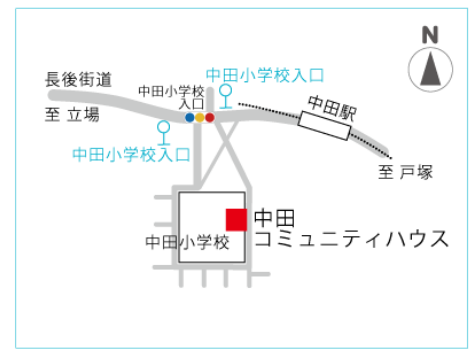 N
長後街道
中田小学校入口
中田小学校
入口
中田駅
至 立場
中田小学校入口
至 戸塚
中田
コミュニティハウス
中田小学校